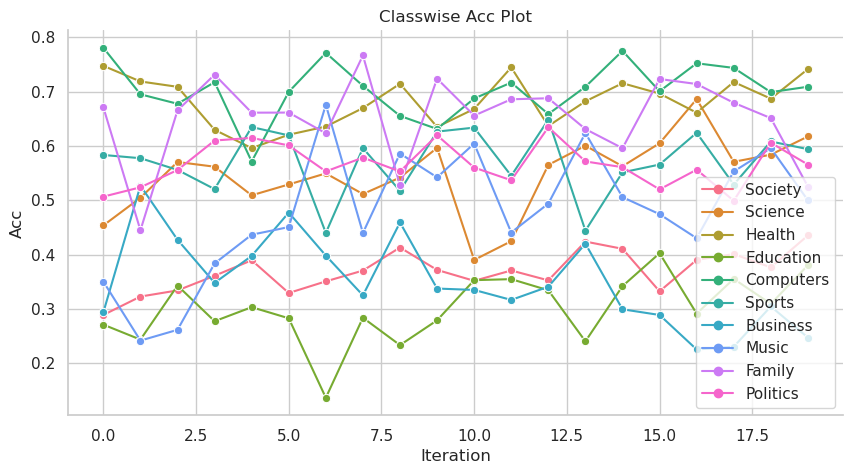 Classwise Acc Plot
0.8
0.7
0.6
0.5
0.4
0.3
0.2
Acc
Society
Science
Health
Education
Computers
Sports
Business
Music
Family
Politics
0.0 2.5 5.0 7.5 10.0 12.5 15.0 17.5
Iteration